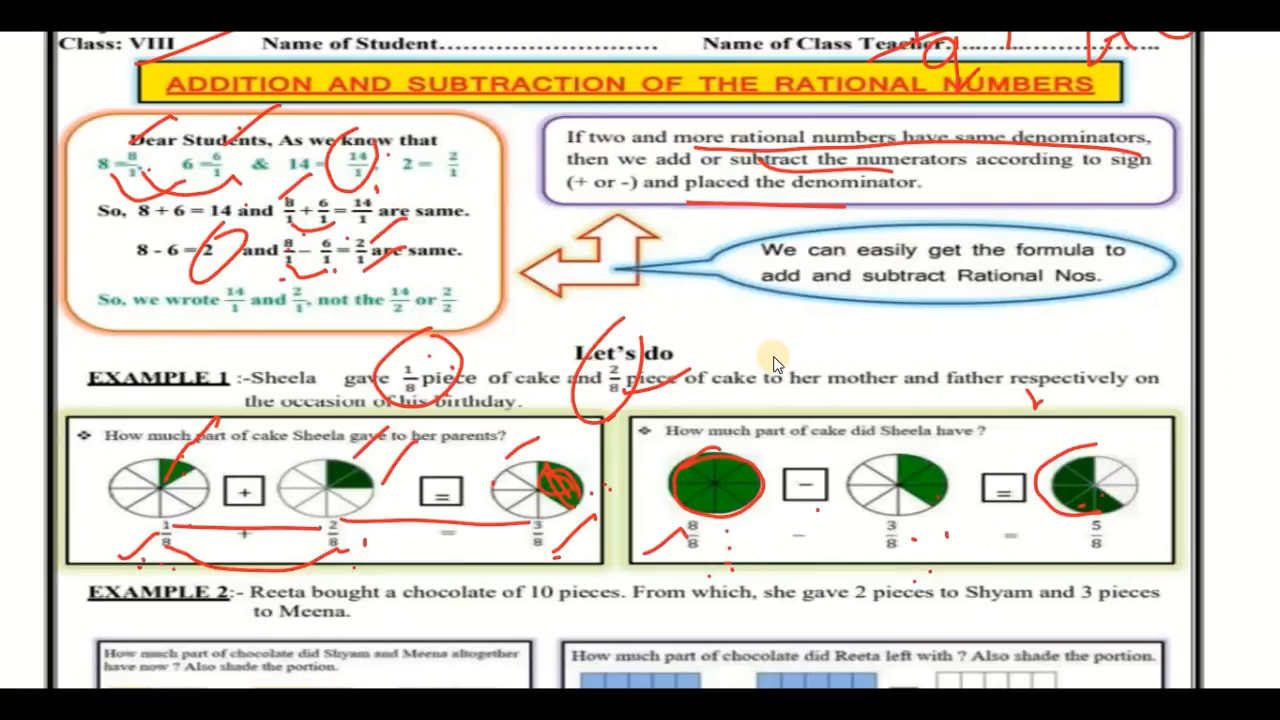 Class: VIII Name of Student.................................... Name of Class Teacher....................................
ADDITION AND SUBTRACTION OF THE RATIONAL NUMBERS
Dear Students, As we know that
8 = 8/1, 6 = 6/1 & 14 = 14/1, 2 = 2/1
So, 8 + 6 = 14 and 8/1 + 6/1 = 14/1 are same.
8 - 6 = 2 and 8/1 - 6/1 = 2/1 are same.
So, we wrote 14/1 and 2/1, not the 14/2 or 2/2
If two and more rational numbers have same denominators,
then we add or subtract the numerators according to sign
(+ or -) and placed the denominator.
We can easily get the formula to
add and subtract Rational Nos.
Let's do
EXAMPLE 1 :-Sheela gave 1/8 piece of cake and 2/8 piece of cake to her mother and father respectively on
the occasion of his birthday.
❖ How much part of cake Sheela gave to her parents?
+ =
1/8 + 2/8 = 3/8
❖ How much part of cake did Sheela have ?
- =
8/8 - 3/8 = 5/8
EXAMPLE 2:- Reeta bought a chocolate of 10 pieces. From which, she gave 2 pieces to Shyam and 3 pieces
to Meena.
How much part of chocolate did Shyam and Meena altogether
have now ? Also shade the portion.
How much part of chocolate did Reeta left with ? Also shade the portion.